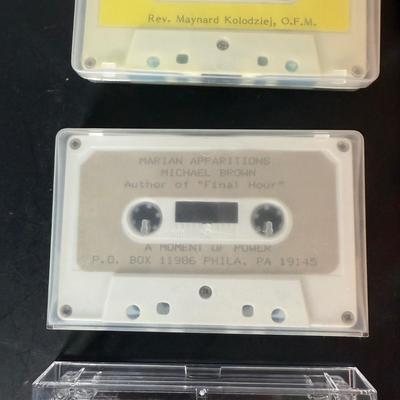 Rev. Maynard Kolodziej, O.F.M.
MARIAN APPARITIONS
MICHAEL BROWN
Author of "Final Hour"
A MOMENT OF POWER
P.O. BOX 11986 PHILA. PA 19145